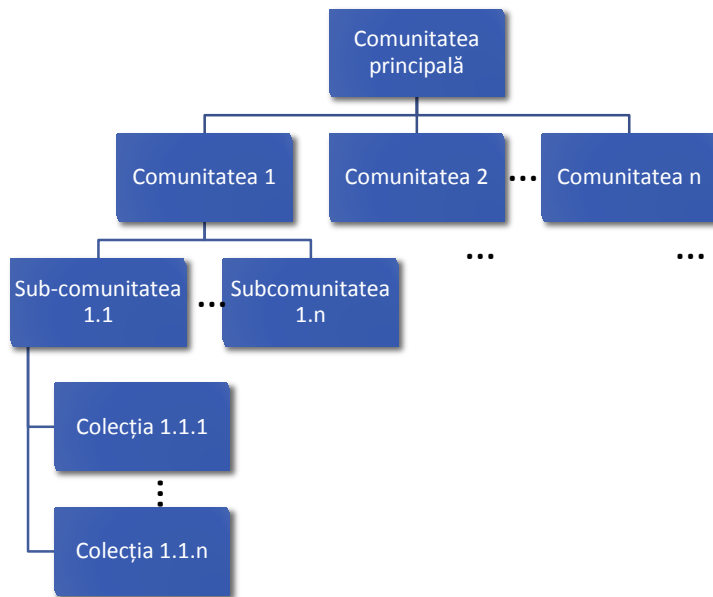 Comunitatea
principală
Comunitatea 1
Comunitatea 2
...
Comunitatea n
...
...
Sub-comunitatea
1.1
...
Subcomunitatea
1.n
Colecția 1.1.1
...
Colecția 1.1.n